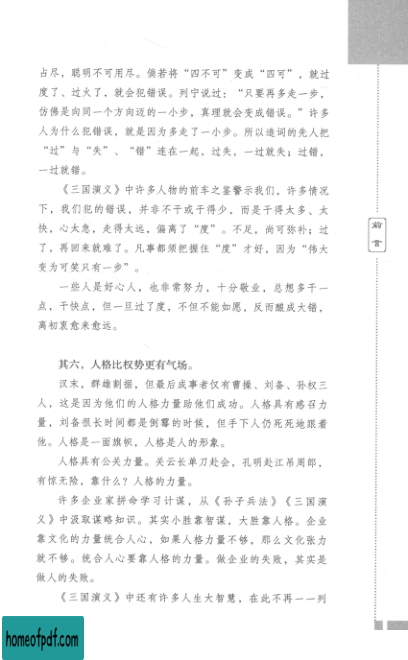 占尽，聪明不可用尽。倘若将“四不可”变成“四可”，就过
度了、过火了，就会犯错误。列宁说过：“只要再多走一步，
仿佛是向同一个方向迈的一小步，真理就会变成错误。”许多
人为什么犯错误，就是因为多走了一小步。所以造词的先人把
“过”与“失”、“错”连在一起，过失，一过就失；过错，
一过就错。
《三国演义》中许多人物的前车之鉴警示我们，许多情况
下，我们犯的错误，并非不干或干得少，而是干得太多、太
快，心太急，走得太远，偏离了“度”。不足，尚可弥补；过
了，再回来就难了。凡事都须把握住“度”才好，因为“伟大
变为可笑只有一步”。
一些人是好心人，也非常努力，十分敬业，总想多干一
点，干快点，但一旦过了度，不但不能如愿，反而酿成大错，
离初衷愈来愈远。
其六，人格比权势更有气场。
汉末，群雄割据，但最后成事者仅有曹操、刘备、孙权三
人，这是因为他们的人格力量助他们成功。人格具有感召力
量，刘备很长时间都是倒霉的时候，但手下人仍死死地跟着
他。人格是一面旗帜，人格是人的形象。
人格具有公关力量。关云长单刀赴会，孔明赴江吊周郎，
有惊无险，靠什么？人格的力量。
许多企业家拼命学习计谋，从《孙子兵法》《三国演
义》中汲取谋略知识。其实小胜靠智谋，大胜靠人格。企业
靠文化的力量统合人心，如果人格力量不够，那么文化张力
就不够。统合人心要靠人格的力量。做企业的失败，其实是
做人的失败。
《三国演义》中还有许多人生大智慧，在此不再一一列
前言
homeofpdf.com